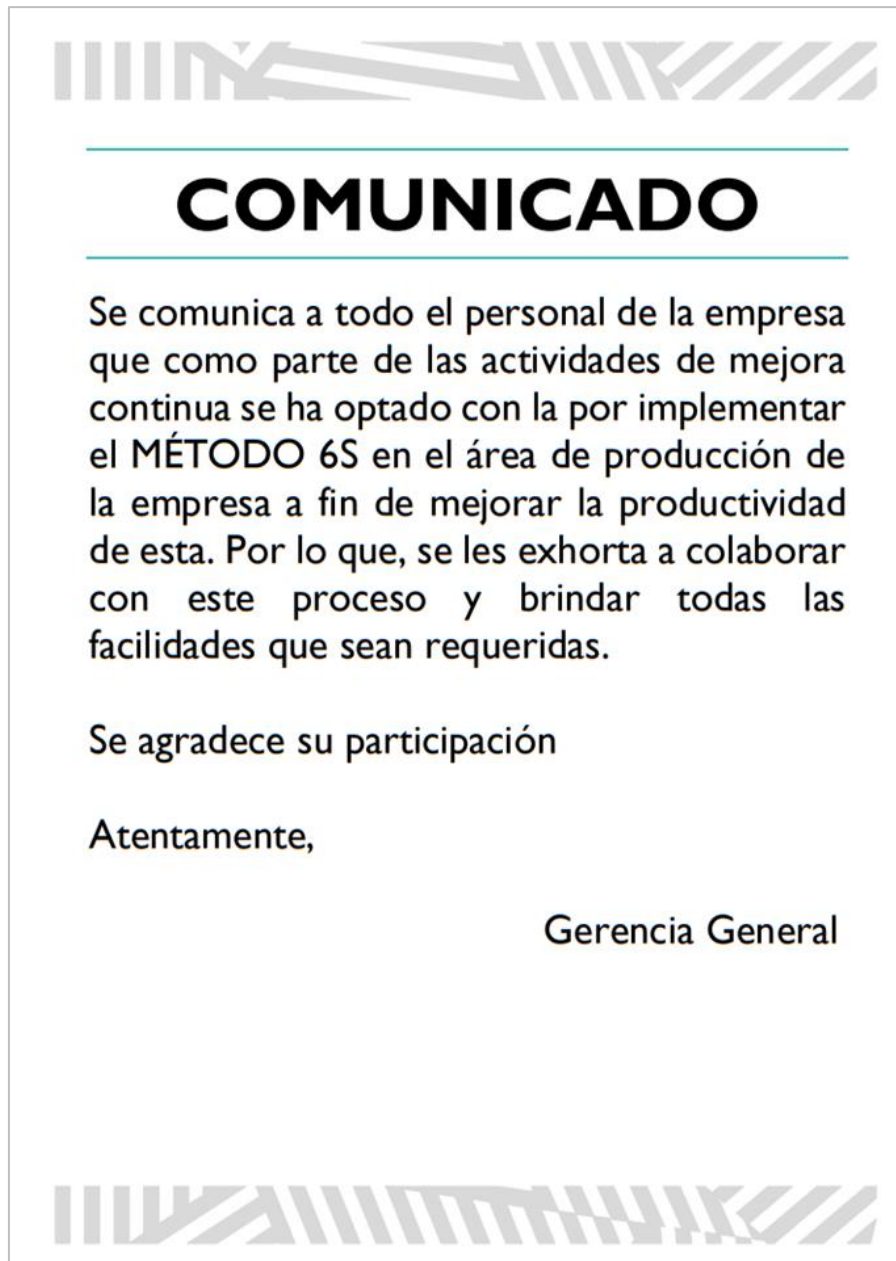 COMUNICADO
Se comunica a todo el personal de la empresa
que como parte de las actividades de mejora
continua se ha optado con la por implementar
el MÉTODO 6S en el área de producción de
la empresa a fin de mejorar la productividad
de esta. Por lo que, se les exhorta a colaborar
con este proceso y brindar todas las
facilidades que sean requeridas.
Se agradece su participación
Atentamente,
Gerencia General